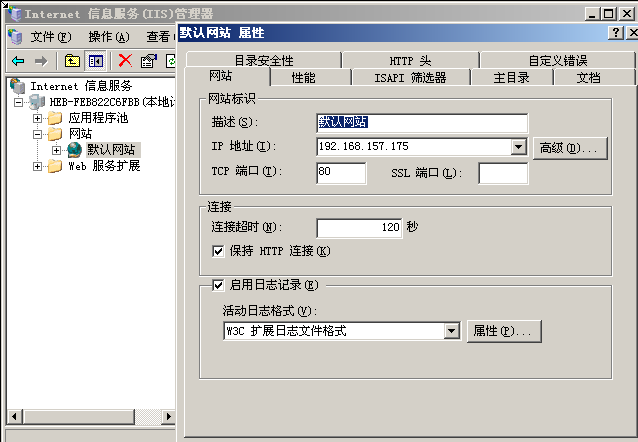 Internet 信息服务(IIS)管理器
文件(F) 操作(A) 查看(
Internet 信息服务
HEB-FEB822C6FBB(本地计
应用程序池
网站
默认网站
Web 服务扩展
默认网站 属性
目录安全性 HTTP 头 自定义错误
网站 性能 ISAPI 筛选器 主目录 文档
网站标识
描述(S): 默认网站
IP 地址(I): 192.168.157.175 高级(D)...
TCP 端口(T): 80 SSL 端口(L):
连接
连接超时(N): 120 秒
保持 HTTP 连接(K)
启用日志记录(E)
活动日志格式(V):
W3C 扩展日志文件格式 属性(P)...